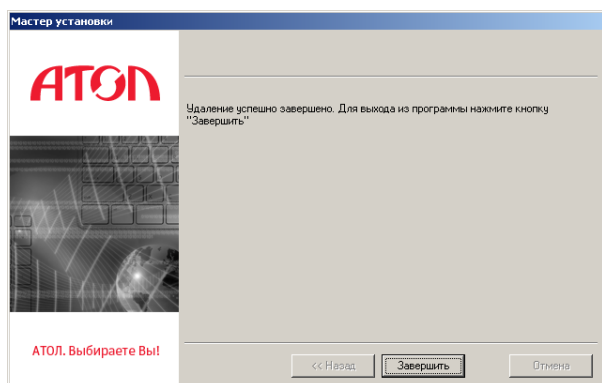 Мастер установки
АТОЛ
Удаление успешно завершено. Для выхода из программы нажмите кнопку
"Завершить"
АТОЛ. Выбираете Вы!
<< Назад
Завершить
Отмена